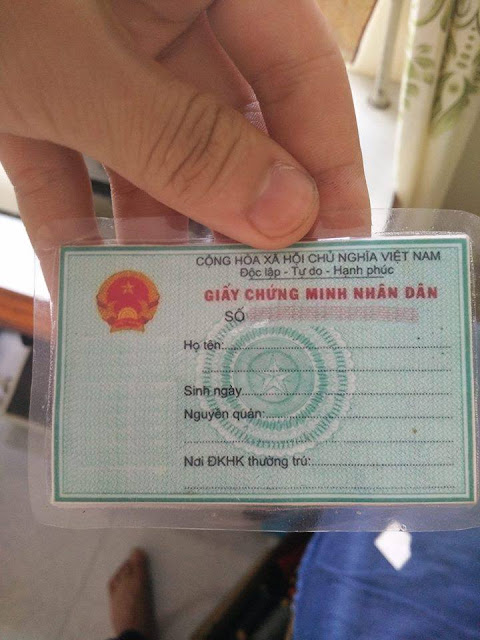 CỘNG HÒA XÃ HỘI CHỦ NGHĨA VIỆT NAM
Độc lập - Tự do - Hạnh phúc
GIẤY CHỨNG MINH NHÂN DÂN
SỐ
Họ tên:
Sinh ngày
Nguyên quán:
Nơi ĐKHK thường trú: